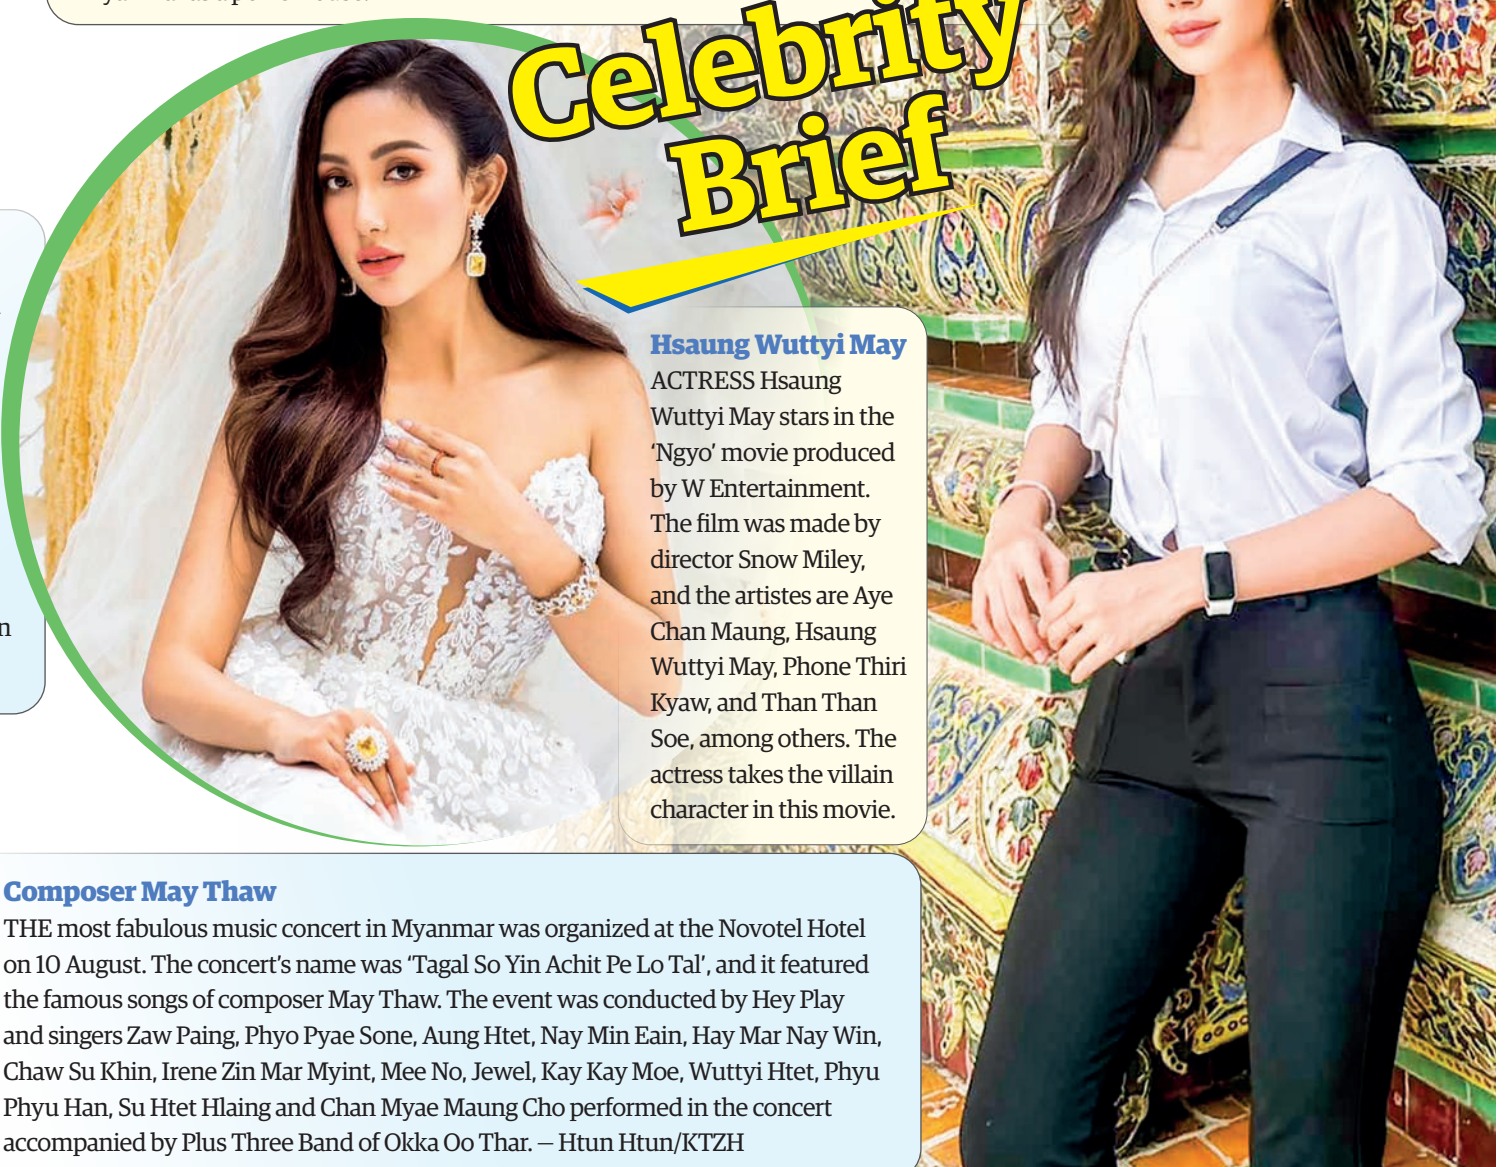 Celebrity
Brief
Hsaung Wuttyi May
ACTRESS Hsaung
Wuttyi May stars in the
‘Ngyo’ movie produced
by W Entertainment.
The film was made by
director Snow Miley,
and the artistes are Aye
Chan Maung, Hsaung
Wuttyi May, Phone Thiri
Kyaw, and Than Than
Soe, among others. The
actress takes the villain
character in this movie.
Composer May Thaw
THE most fabulous music concert in Myanmar was organized at the Novotel Hotel
on 10 August. The concert’s name was ‘Tagal So Yin Achit Pe Lo Tal’, and it featured
the famous songs of composer May Thaw. The event was conducted by Hey Play
and singers Zaw Paing, Phyo Pyae Sone, Aung Htet, Nay Min Eain, Hay Mar Nay Win,
Chaw Su Khin, Irene Zin Mar Myint, Mee No, Jewel, Kay Kay Moe, Wuttyi Htet, Phyu
Phyu Han, Su Htet Hlaing and Chan Myae Maung Cho performed in the concert
accompanied by Plus Three Band of Okka Oo Thar. — Htun Htun/KTZH